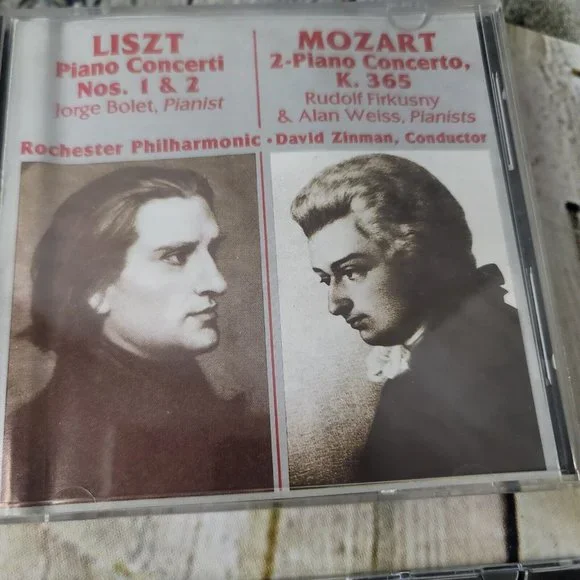 LISZT
Piano Concerti
Nos. 1 & 2
Jorge Bolet, Pianist
MOZART
2-Piano Concerto,
K. 365
Rudolf Firkusny
& Alan Weiss, Pianists
Rochester Philharmonic · David Zinman, Conductor